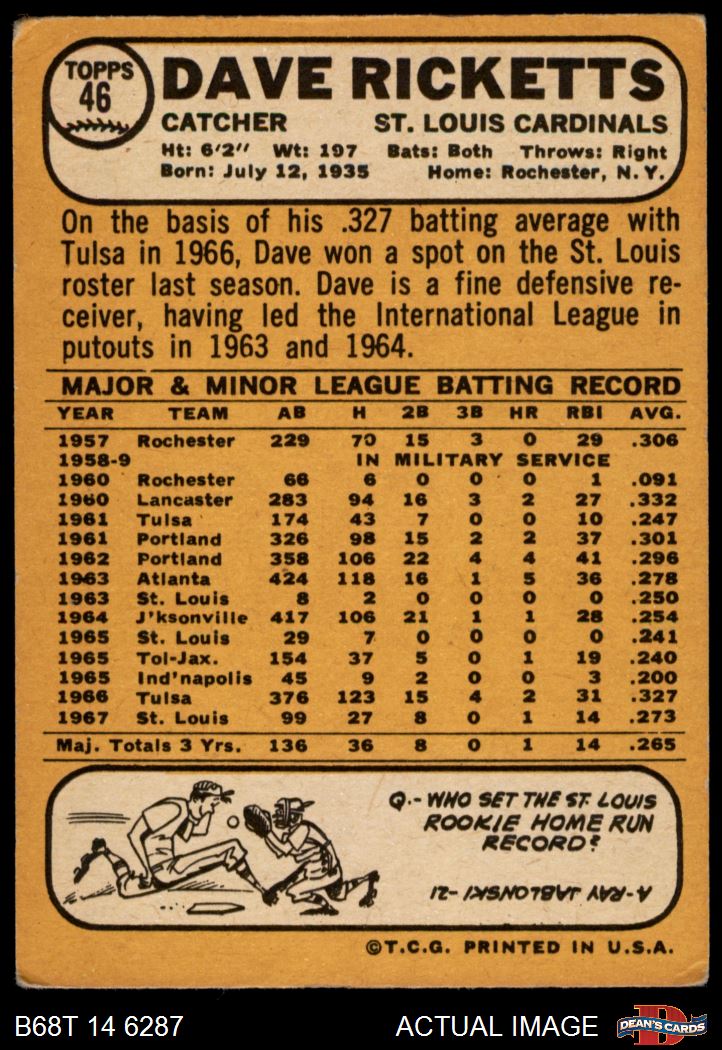 TOPPS
46
DAVE RICKETTS
CATCHER ST. LOUIS CARDINALS
Ht: 6'2" Wt: 197 Bats: Both Throws: Right
Born: July 12, 1935 Home: Rochester, N.Y.
On the basis of his .327 batting average with
Tulsa in 1966, Dave won a spot on the St. Louis
roster last season. Dave is a fine defensive re-
ceiver, having led the International League in
putouts in 1963 and 1964.
MAJOR & MINOR LEAGUE BATTING RECORD
YEAR TEAM AB H 2B 3B HR RBI AVG.
1957 Rochester 229 70 15 3 0 29 .306
1958-9 IN MILITARY SERVICE
1960 Rochester 66 6 0 0 0 1 .091
1960 Lancaster 283 94 16 3 2 27 .332
1961 Tulsa 174 43 7 0 0 10 .247
1961 Portland 326 98 15 2 2 37 .301
1962 Portland 358 106 22 4 4 41 .296
1963 Atlanta 424 118 16 1 5 36 .278
1963 St. Louis 8 2 0 0 0 0 .250
1964 J'ksonville 417 106 21 1 1 28 .254
1965 St. Louis 29 7 0 0 0 0 .241
1965 Tol-Jax. 154 37 5 0 1 19 .240
1965 Ind'napolis 45 9 2 0 0 3 .200
1966 Tulsa 376 123 15 4 2 31 .327
1967 St. Louis 99 27 8 0 1 14 .273
Maj. Totals 3 Yrs. 136 36 8 0 1 14 .265
Q.- WHO SET THE ST. LOUIS
ROOKIE HOME RUN
RECORD?
A-RAY JABLONSKI -21
©T.C.G. PRINTED IN U.S.A.
B68T 14 6287 ACTUAL IMAGE
D
DEAN'S CARDS